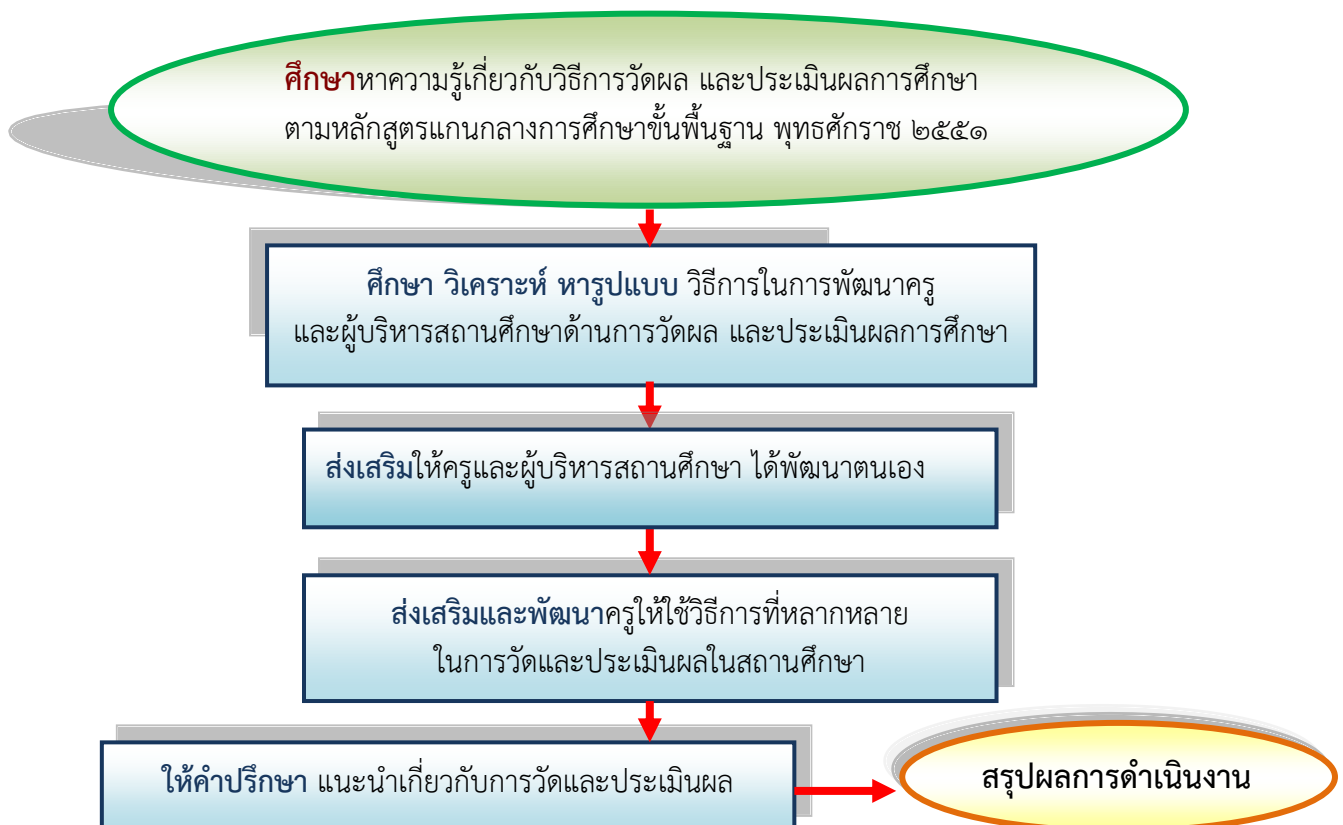 ศึกษาหาความรู้เกี่ยวกับวิธีการวัดผล และประเมินผลการศึกษา
ตามหลักสูตรแกนกลางการศึกษาขั้นพื้นฐาน พุทธศักราช ๒๕๕๑
ศึกษา วิเคราะห์ หารูปแบบ วิธีการในการพัฒนาครู
และผู้บริหารสถานศึกษาด้านการวัดผล และประเมินผลการศึกษา
ส่งเสริมให้ครูและผู้บริหารสถานศึกษา ได้พัฒนาตนเอง
ส่งเสริมและพัฒนาครูให้ใช้วิธีการที่หลากหลาย
ในการวัดและประเมินผลในสถานศึกษา
ให้คำปรึกษา แนะนำเกี่ยวกับการวัดและประเมินผล
สรุปผลการดำเนินงาน